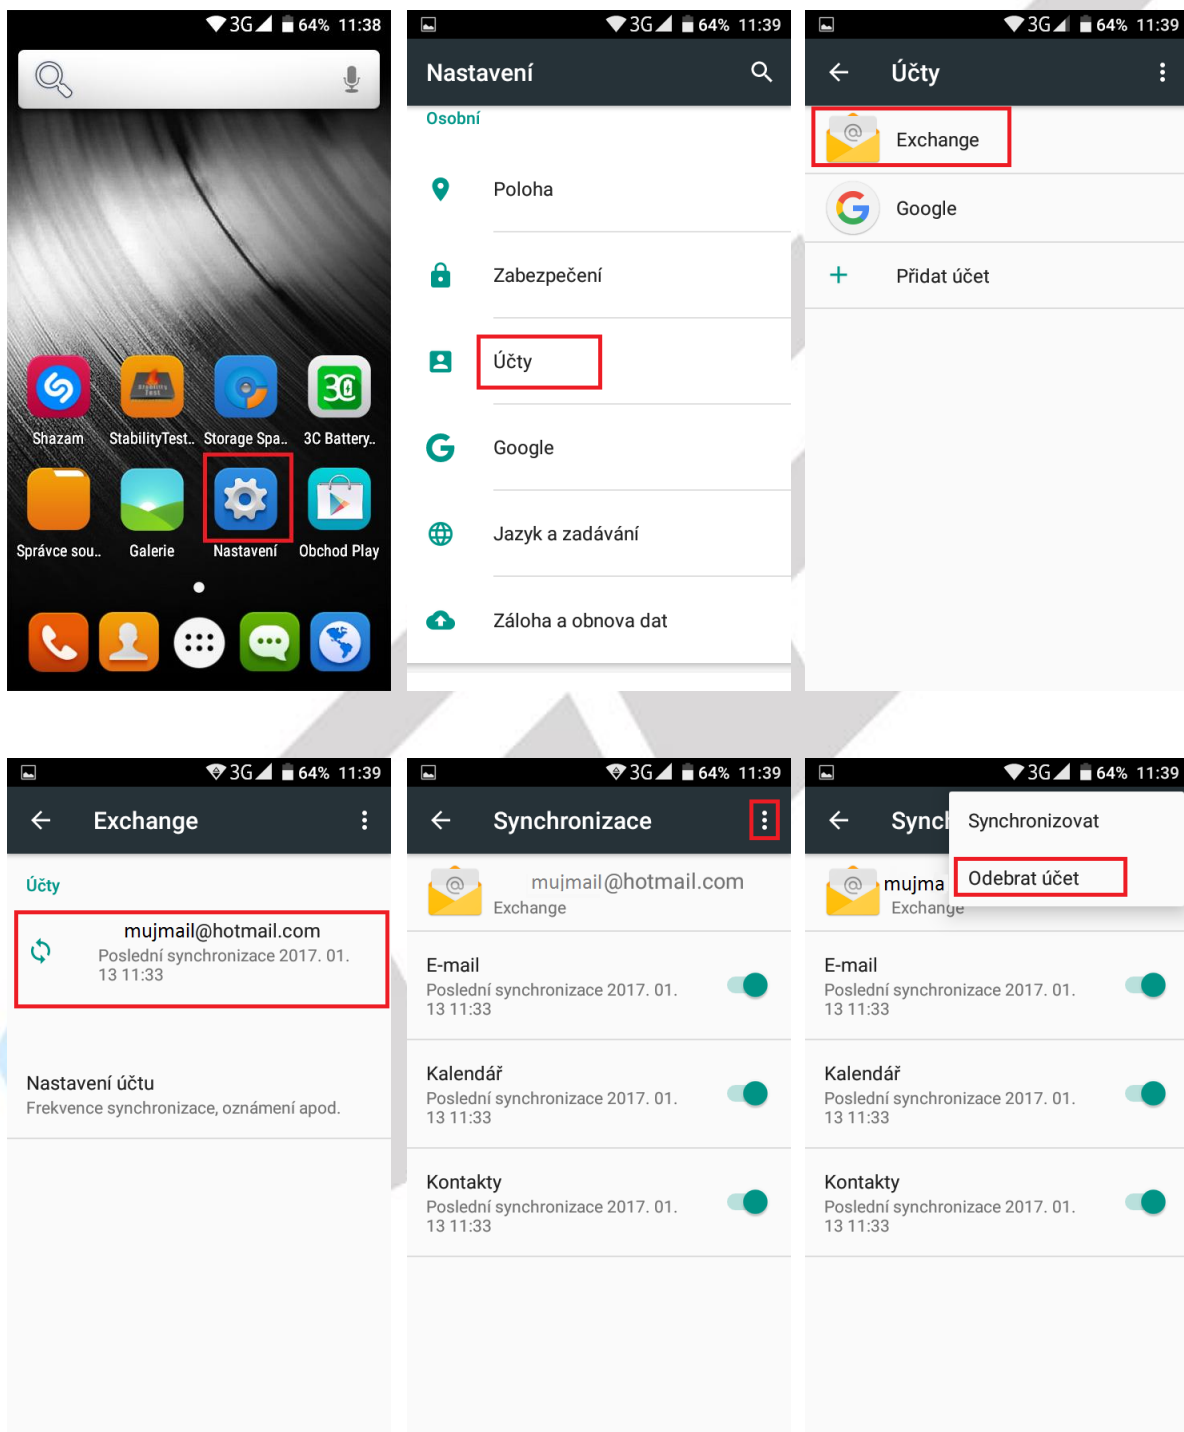 3G 64% 11:38
Shazam StabilityTest.. Storage Spa.. 3C Battery..
Správce sou.. Galerie Nastavení Obchod Play
3G 64% 11:39
Nastavení
Osobní
Poloha
Zabezpečení
Účty
Google
Jazyk a zadávání
Záloha a obnova dat
3G 64% 11:39
Účty
Exchange
Google
Přidat účet
3G 64% 11:39
Exchange
Účty
mujmail@hotmail.com
Poslední synchronizace 2017. 01.
13 11:33
Nastavení účtu
Frekvence synchronizace, oznámení apod.
3G 64% 11:39
Synchronizace
mujmail@hotmail.com
Exchange
E-mail
Poslední synchronizace 2017. 01.
13 11:33
Kalendář
Poslední synchronizace 2017. 01.
13 11:33
Kontakty
Poslední synchronizace 2017. 01.
13 11:33
3G 64% 11:39
Synch Synchronizovat
mujma Odebrat účet
Exchange
E-mail
Poslední synchronizace 2017. 01.
13 11:33
Kalendář
Poslední synchronizace 2017. 01.
13 11:33
Kontakty
Poslední synchronizace 2017. 01.
13 11:33